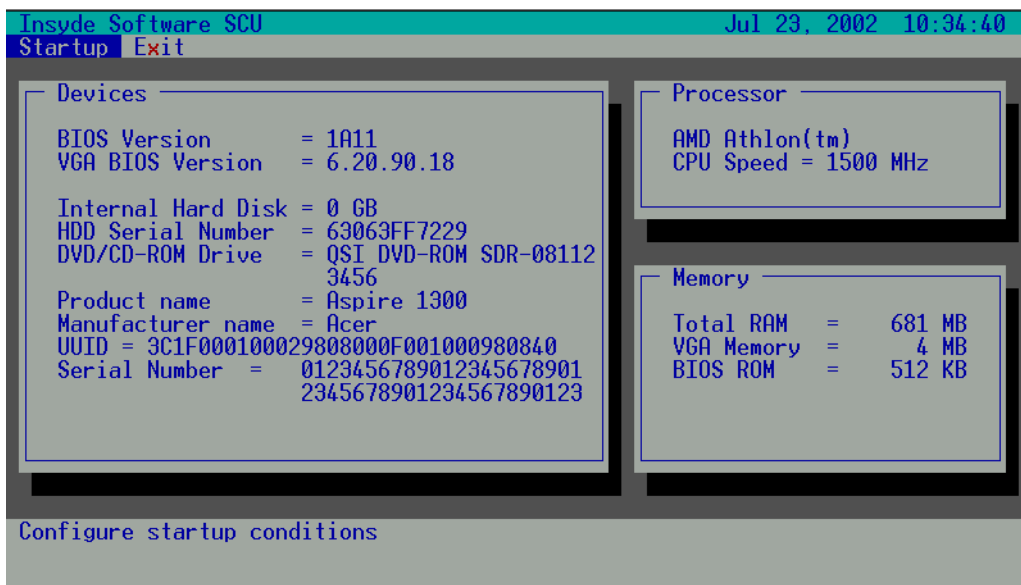 Insyde Software SCU Jul 23, 2002 10:34:40
Startup Exit
Devices
BIOS Version = 1A11
VGA BIOS Version = 6.20.90.18
Internal Hard Disk = 0 GB
HDD Serial Number = 63063FF7229
DVD/CD-ROM Drive = QSI DVD-ROM SDR-08112
3456
Product name = Aspire 1300
Manufacturer name = Acer
UUID = 3C1F000100029808000F001000980840
Serial Number = 0123456789012345678901
2345678901234567890123
Processor
AMD Athlon(tm)
CPU Speed = 1500 MHz
Memory
Total RAM = 681 MB
VGA Memory = 4 MB
BIOS ROM = 512 KB
Configure startup conditions